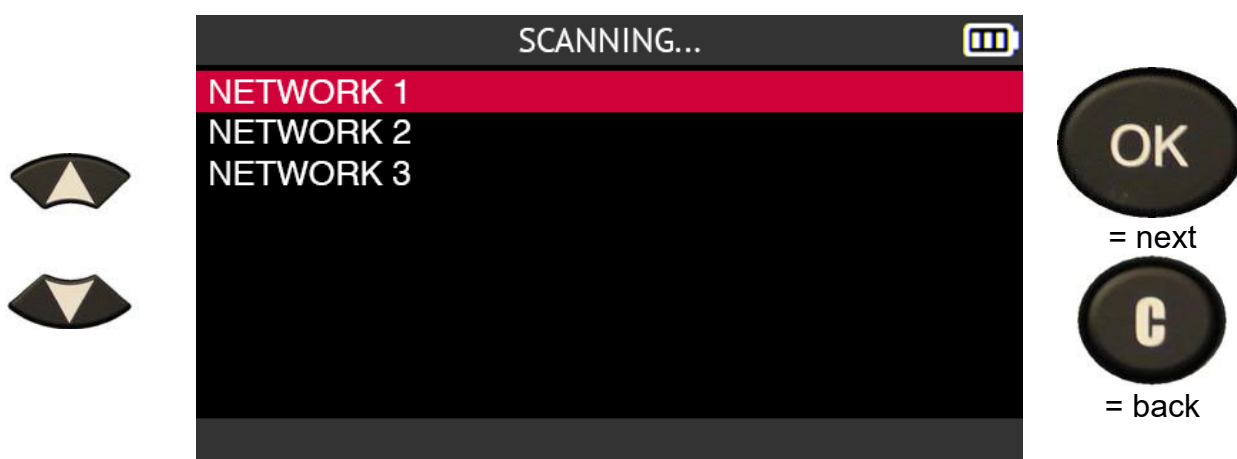 SCANNING...
NETWORK 1
NETWORK 2
NETWORK 3
OK
= next
C
= back